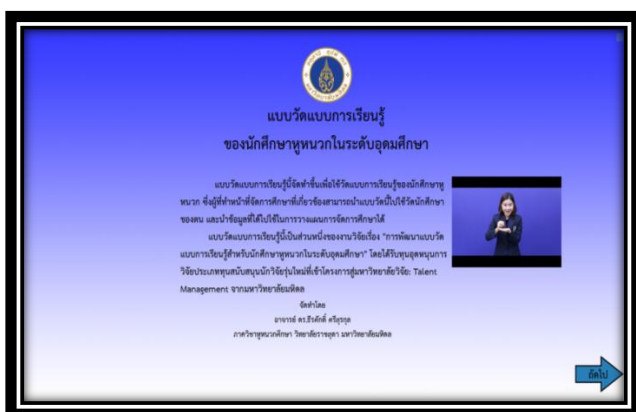 แบบวัดแบบการเรียนรู้
ของนักศึกษาหูหนวกในระดับอุดมศึกษา
แบบวัดแบบการเรียนรู้นี้จัดทำขึ้นเพื่อใช้วัดแบบการเรียนรู้ของนักศึกษาหู
หนวก ซึ่งผู้ที่ทำหน้าที่จัดการศึกษาที่เกี่ยวข้องสามารถนำแบบวัดนี้ไปใช้วัดนักศึกษา
ของตน และนำข้อมูลที่ได้ไปใช้ในการวางแผนการจัดการศึกษาได้
แบบวัดแบบการเรียนรู้นี้เป็นส่วนหนึ่งของงานวิจัยเรื่อง "การพัฒนาแบบวัด
แบบการเรียนรู้สำหรับนักศึกษาหูหนวกในระดับอุดมศึกษา" โดยได้รับทุนอุดหนุนการ
วิจัยประเภททุนสนับสนุนนักวิจัยรุ่นใหม่ที่เข้าโครงการสู่มหาวิทยาลัยวิจัย: Talent
Management จากมหาวิทยาลัยมหิดล
จัดทำโดย
อาจารย์ ดร.ธีรศักดิ์ ศรีสุรกุล
ภาควิชาหูหนวกศึกษา วิทยาลัยราชสุดา มหาวิทยาลัยมหิดล
ถัดไป